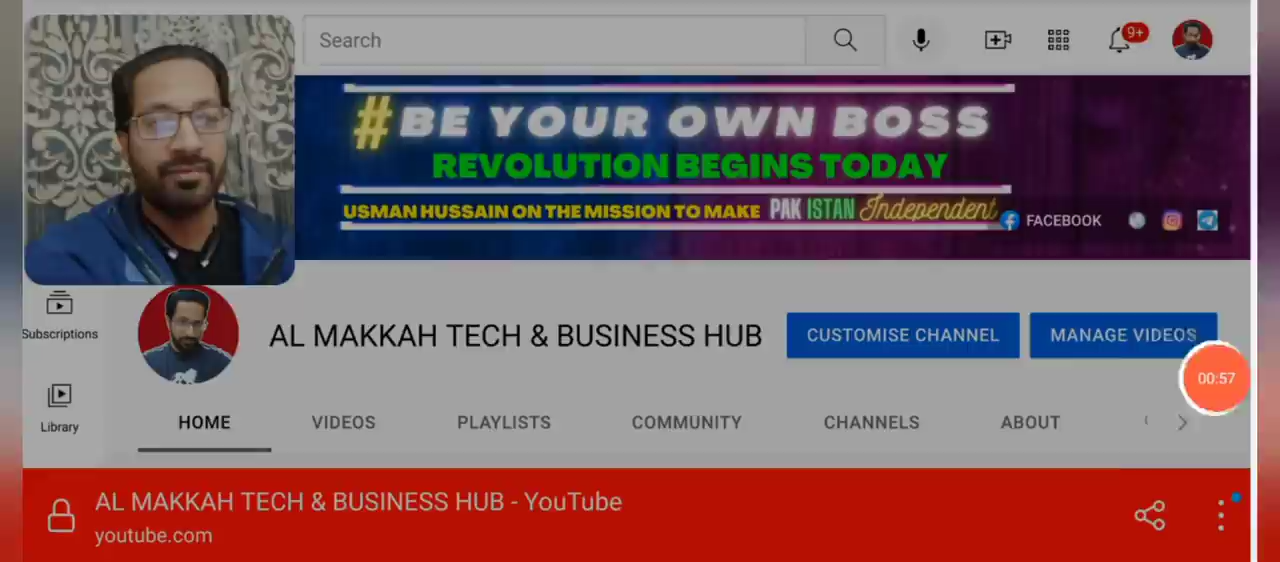 Search
9+
#BE YOUR OWN BOSS
REVOLUTION BEGINS TODAY
USMAN HUSSAIN ON THE MISSION TO MAKE PAKISTAN Independent
FACEBOOK
Subscriptions
AL MAKKAH TECH & BUSINESS HUB
CUSTOMISE CHANNEL
MANAGE VIDEOS
00:57
Library
HOME
VIDEOS
PLAYLISTS
COMMUNITY
CHANNELS
ABOUT
AL MAKKAH TECH & BUSINESS HUB - YouTube
youtube.com